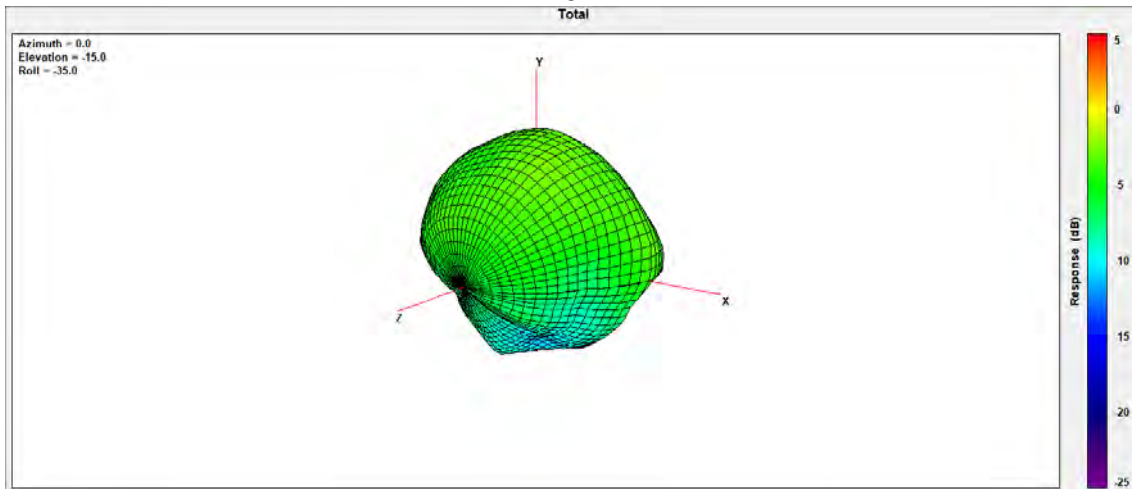 Total
Azimuth = 0.0
Elevation = -15.0
Roll = -35.0
Y
X
Z
5
0
-5
-10
-15
-20
-25
Response (dB)